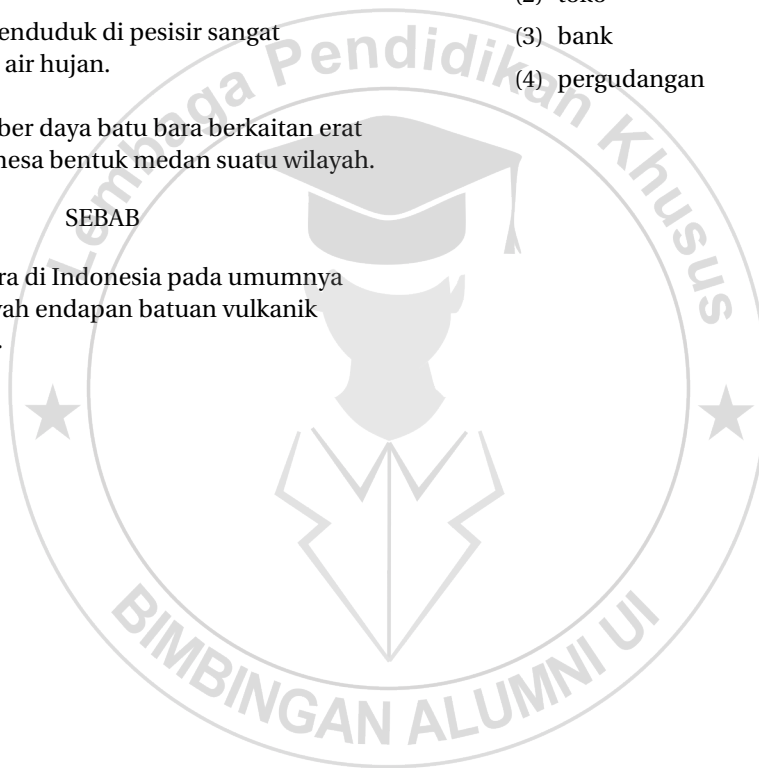 enduduk di pesisir sangat
air hujan.
ber daya batu bara berkaitan erat
nesa bentuk medan suatu wilayah.
SEBAB
ra di Indonesia pada umumnya
yah endapan batuan vulkanik
(3) bank
(4) pergudangan
Lembaga Pendidikan Khusus
BIMBINGAN ALUMNI UI